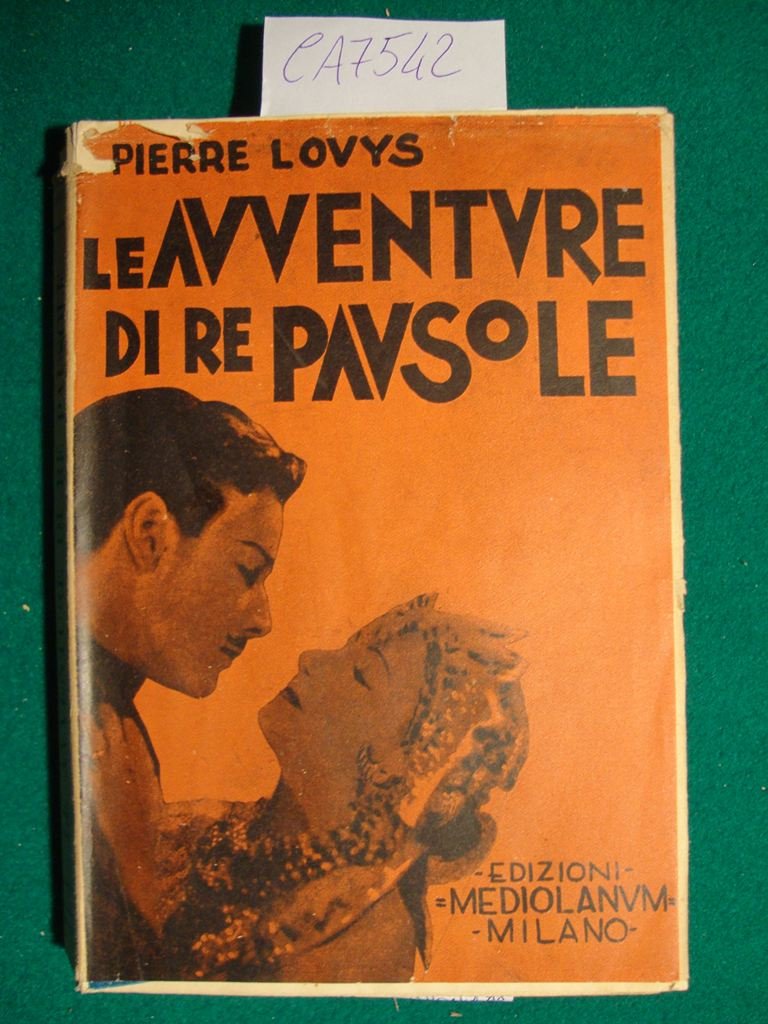 CA7542
PIERRE LOVYS
LE AVVENTVRE
DI RE PAVSOLE
-EDIZIONI-
=MEDIOLANVM=
-MILANO-